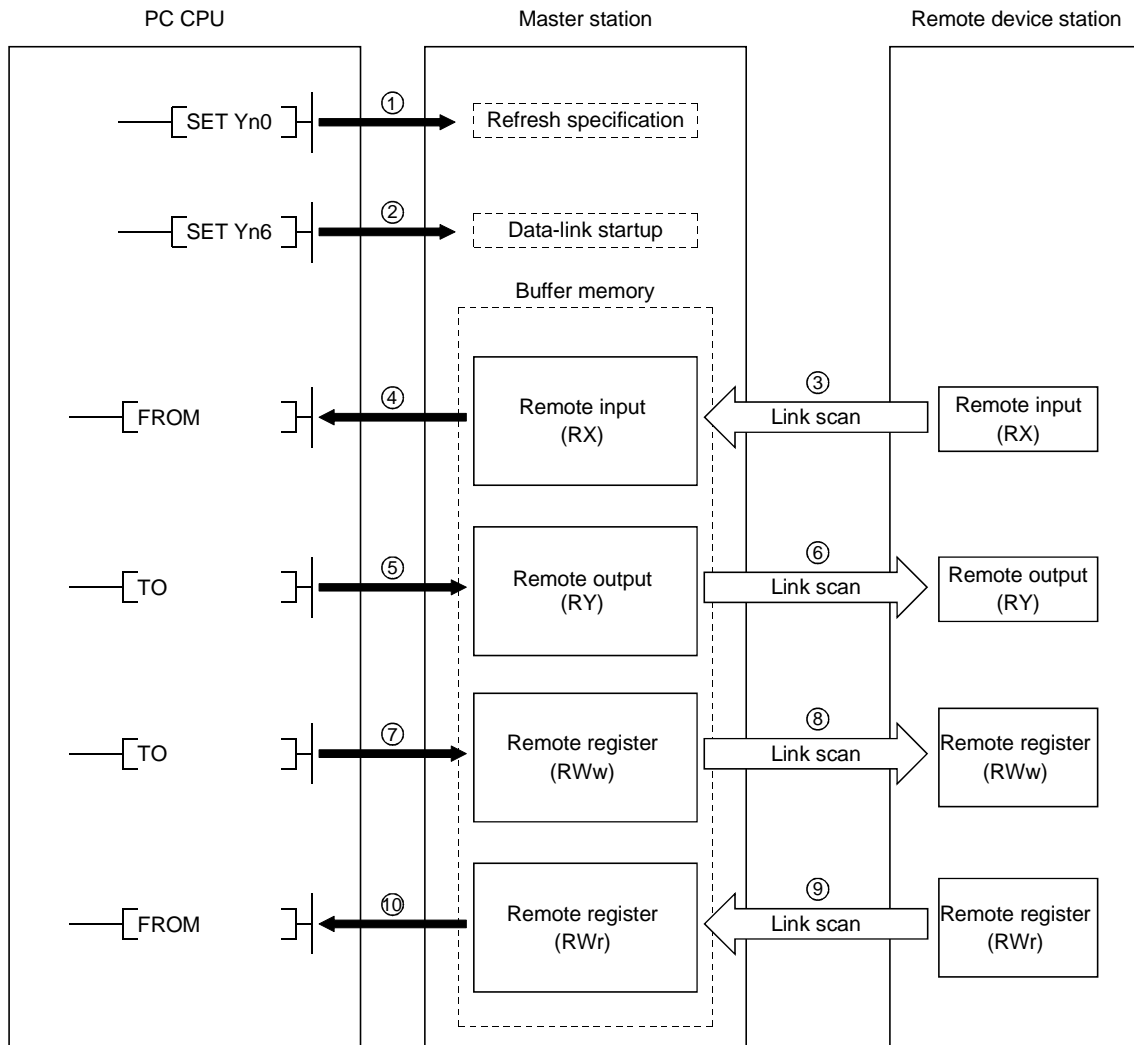 PC CPU
Master station
Remote device station
SET Yn0
①
Refresh specification
SET Yn6
②
Data-link startup
Buffer memory
FROM
④
Remote input
(RX)
③
Link scan
Remote input
(RX)
TO
⑤
Remote output
(RY)
⑥
Link scan
Remote output
(RY)
TO
⑦
Remote register
(RWw)
⑧
Link scan
Remote register
(RWw)
FROM
⑩
Remote register
(RWr)
⑨
Link scan
Remote register
(RWr)